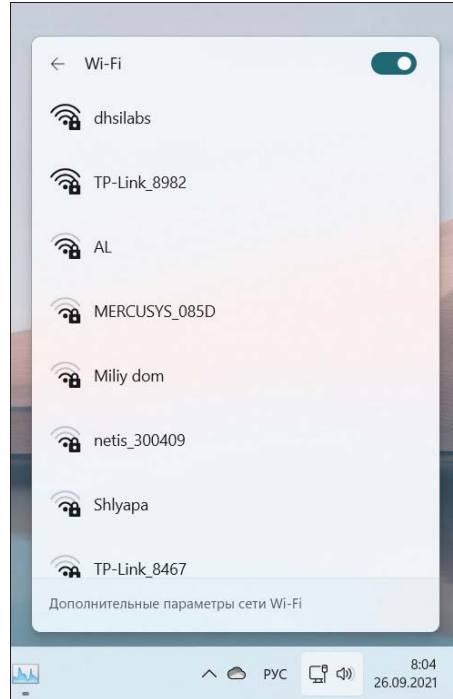 Wi-Fi
dhsilabs
TP-Link_8982
AL
MERCUSYS_085D
Miliy dom
netis_300409
Shlyapa
TP-Link_8467
Дополнительные параметры сети Wi-Fi
РУС
8:04
26.09.2021